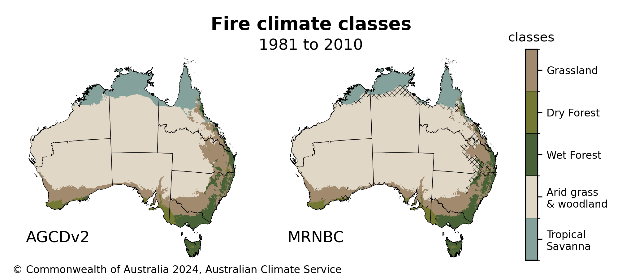 Fire climate classes
1981 to 2010
classes
Grassland
Dry Forest
Wet Forest
Arid grass
& woodland
Tropical
Savanna
AGCDv2
MRNBC
© Commonwealth of Australia 2024, Australian Climate Service